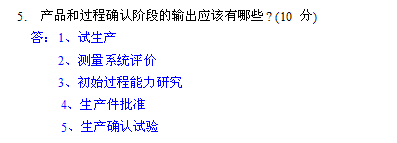 5. 产品和过程确认阶段的输出应该有哪些？(10 分)
答：1、试生产
2、测量系统评价
3、初始过程能力研究
4、生产件批准
5、生产确认试验